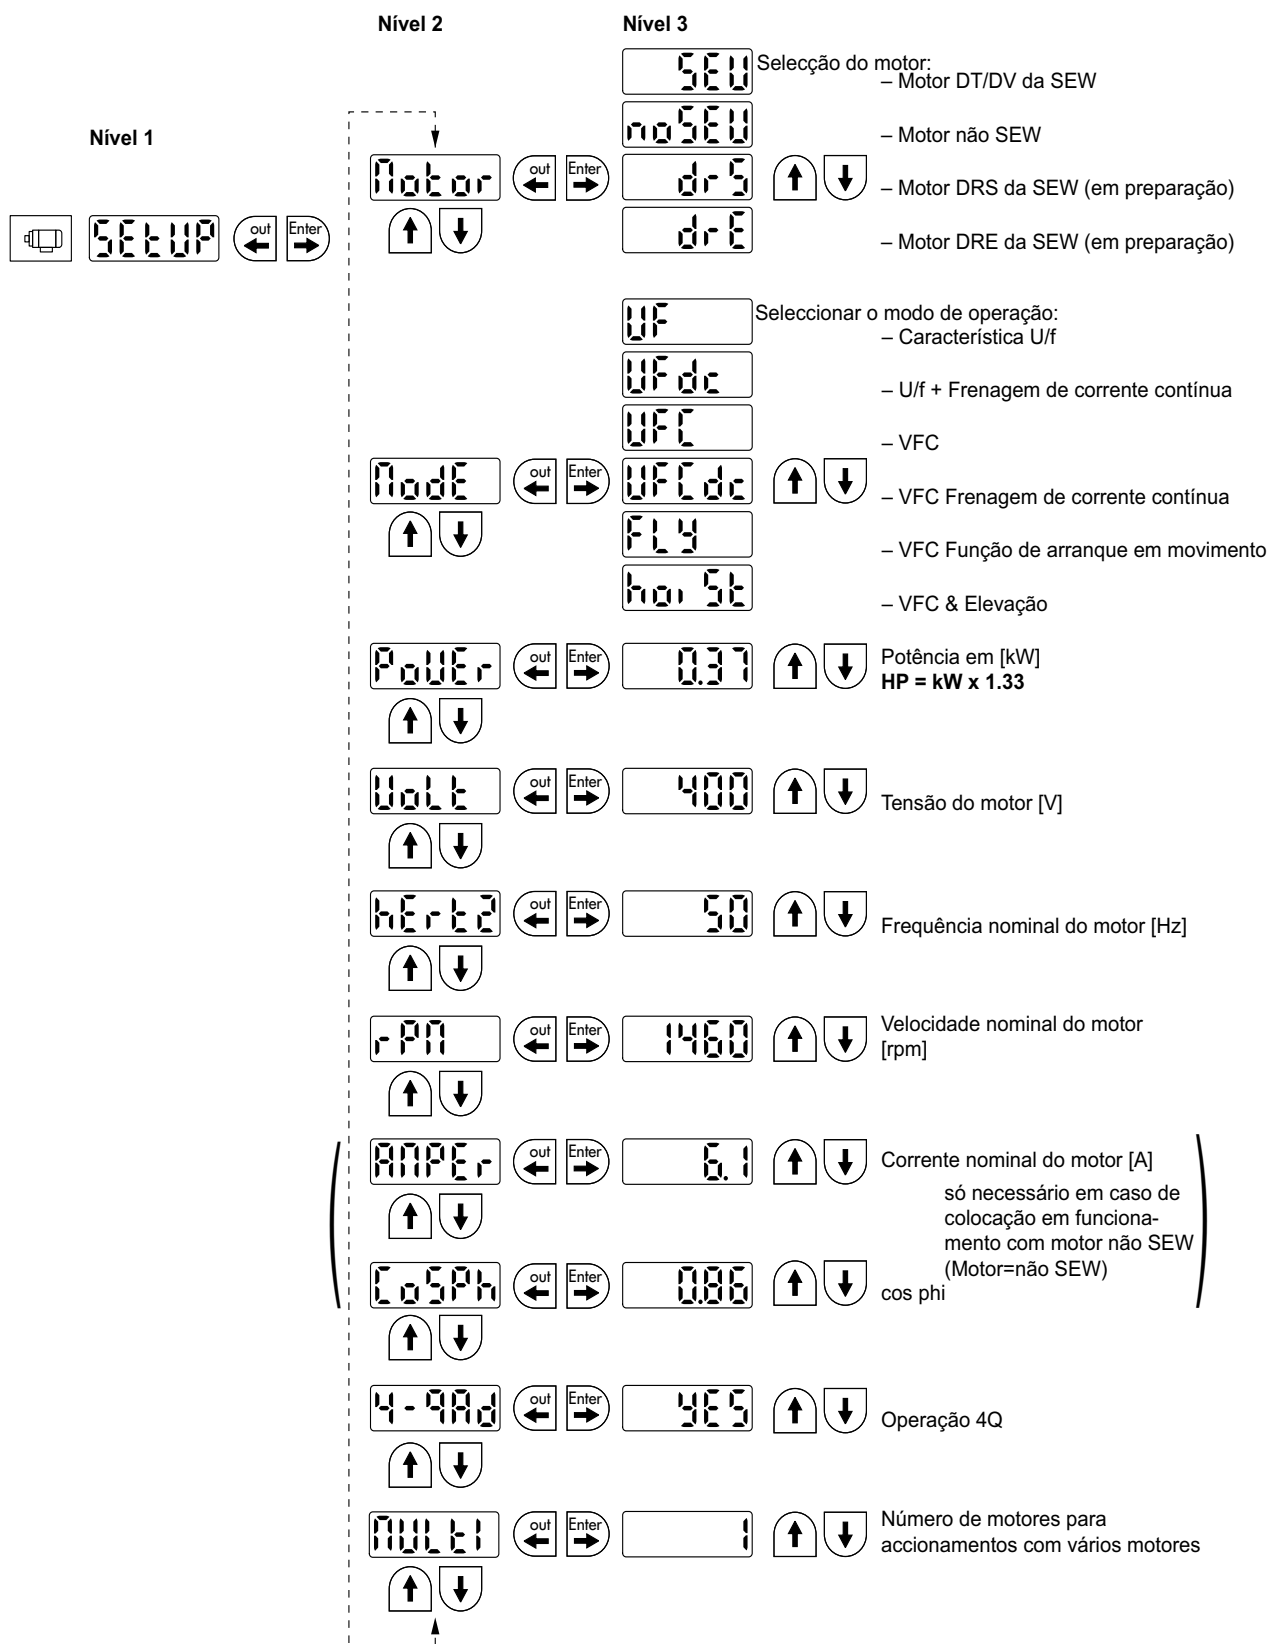 Nível 2
Nível 3
Nível 1
SEtUP
out
Enter
Motor
out
Enter
SEW
Selecção do motor:
– Motor DT/DV da SEW
noSEW
– Motor não SEW
drS
– Motor DRS da SEW (em preparação)
drE
– Motor DRE da SEW (em preparação)
ModE
out
Enter
Seleccionar o modo de operação:
UF
– Característica U/f
UFdc
– U/f + Frenagem de corrente contínua
VFC
– VFC
VFCdc
– VFC Frenagem de corrente contínua
FLY
– VFC Função de arranque em movimento
hoiSt
– VFC & Elevação
PoWEr
out
Enter
0.37
Potência em [kW]
HP = kW x 1.33
VoLt
out
Enter
400
Tensão do motor [V]
hErtZ
out
Enter
50
Frequência nominal do motor [Hz]
rPM
out
Enter
1460
Velocidade nominal do motor
[rpm]
AMPEr
out
Enter
6.1
Corrente nominal do motor [A]
só necessário em caso de
colocação em funciona-
mento com motor não SEW
(Motor=não SEW)
CoSPh
out
Enter
0.86
cos phi
4-qAd
out
Enter
YES
Operação 4Q
MULtI
out
Enter
1
Número de motores para
accionamentos com vários motores